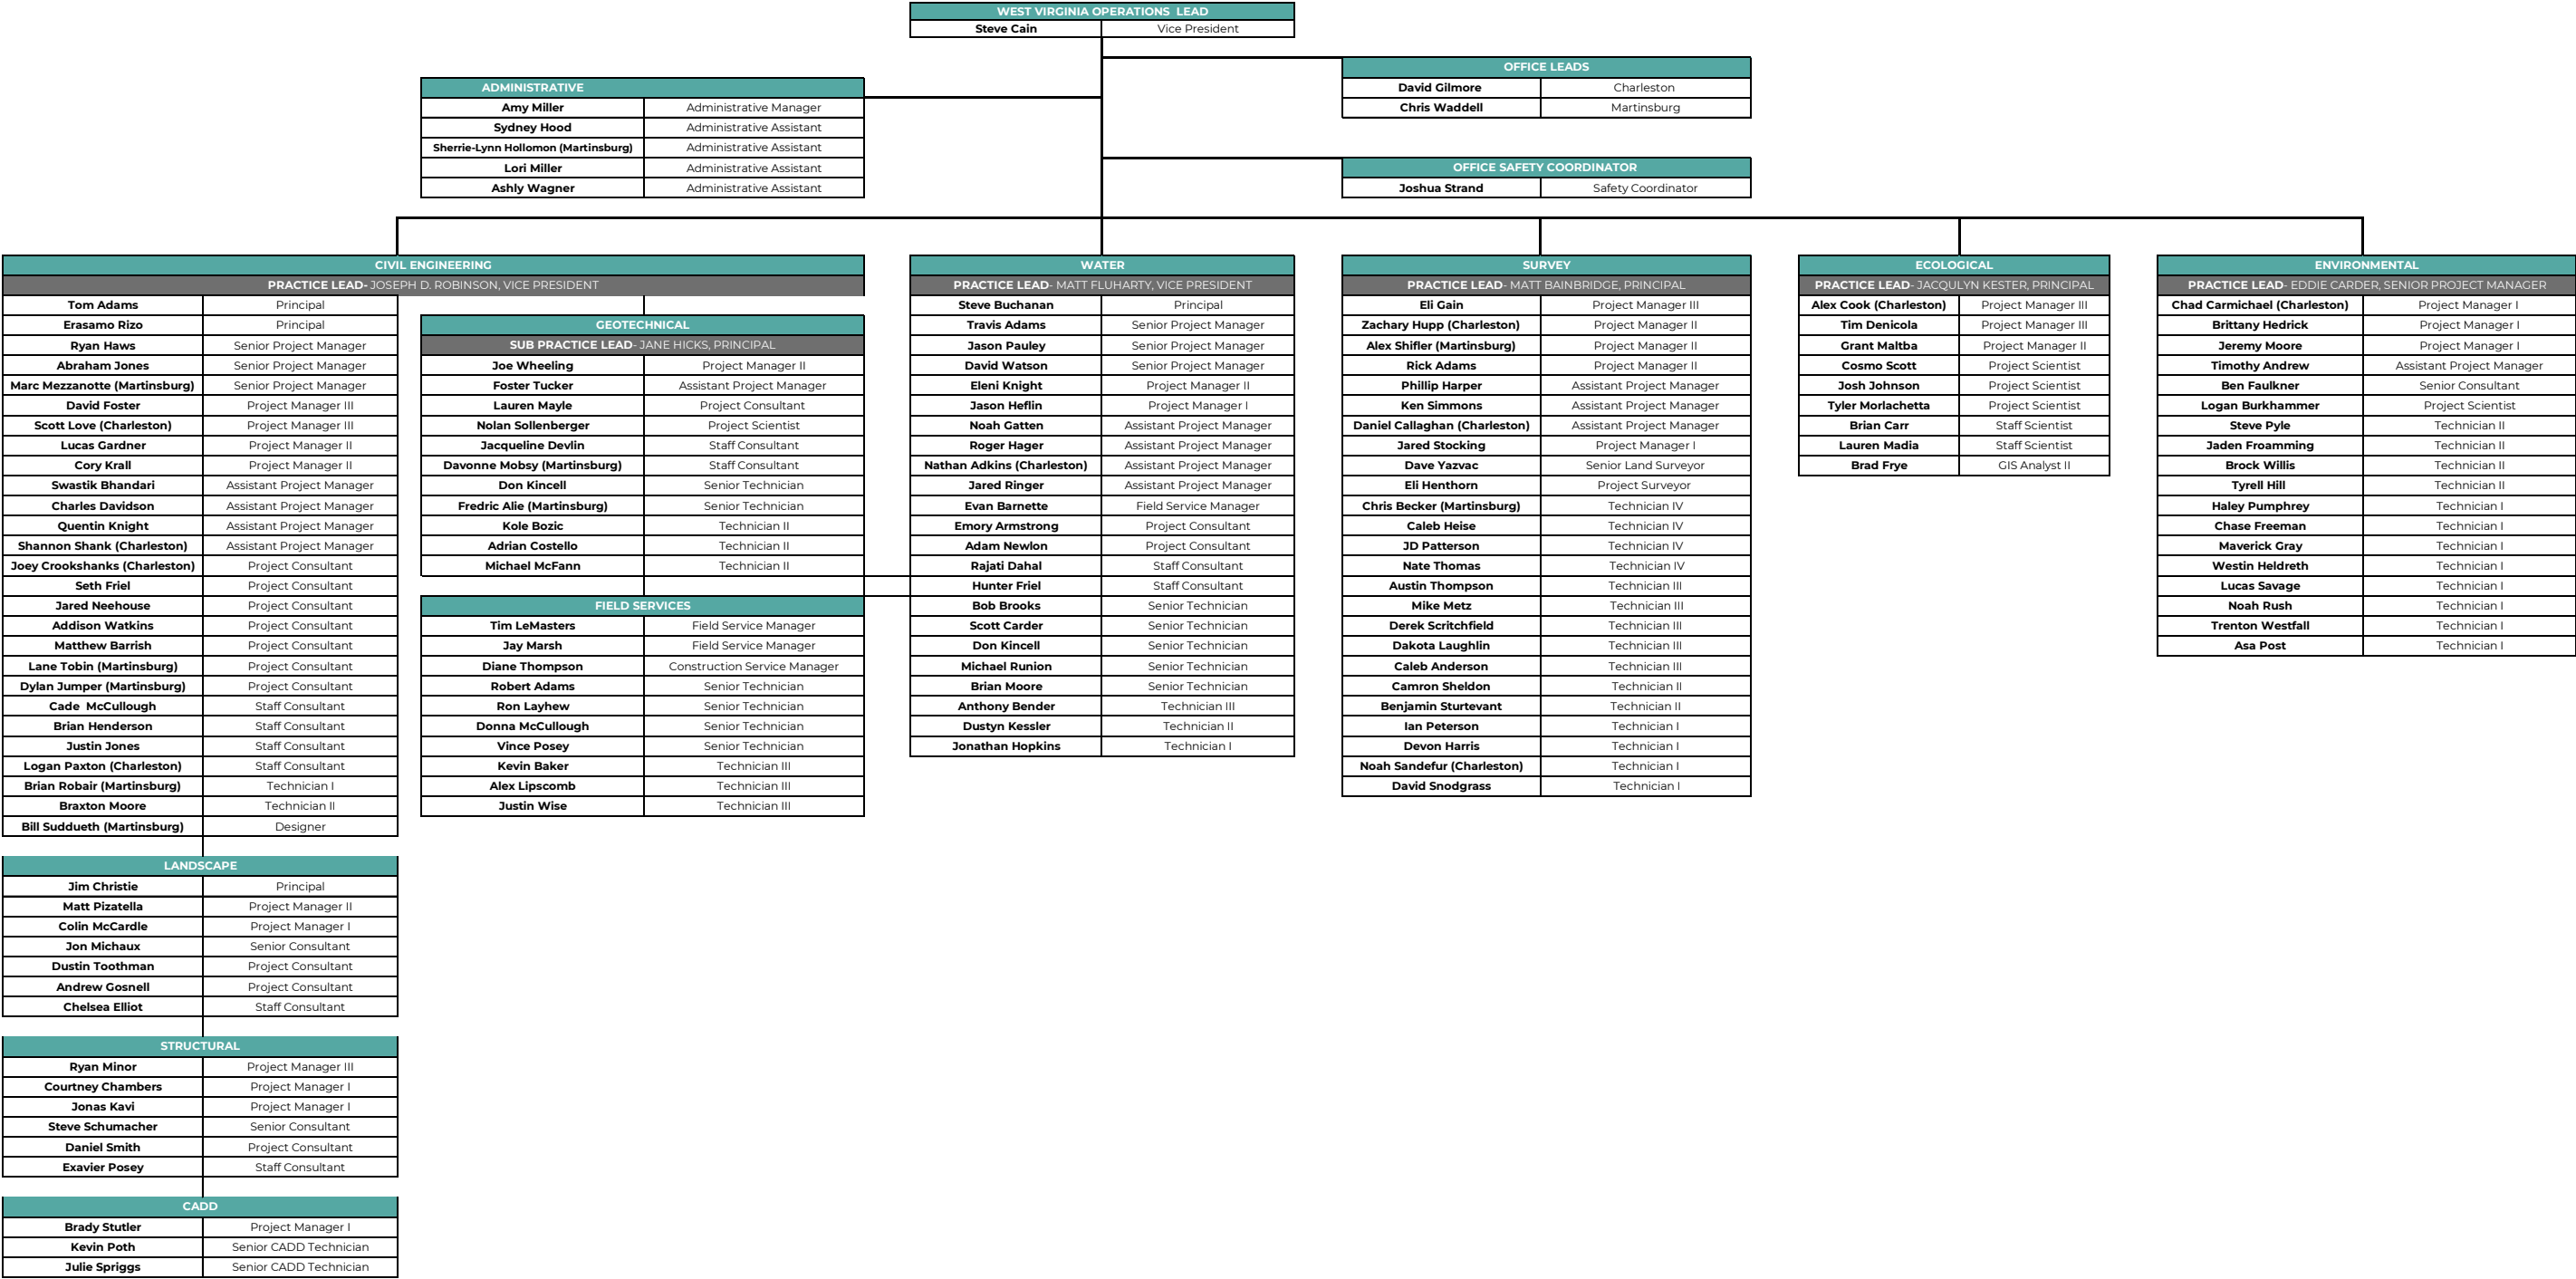 WEST VIRGINIA OPERATIONS LEAD
Steve Cain Vice President
OFFICE LEADS
David Gilmore Charleston
Chris Waddell Martinsburg
ADMINISTRATIVE
Amy Miller Administrative Manager
Sydney Hood Administrative Assistant
Sherrie-Lynn Hollomon (Martinsburg) Administrative Assistant
Lori Miller Administrative Assistant
Ashly Wagner Administrative Assistant
OFFICE SAFETY COORDINATOR
Joshua Strand Safety Coordinator
CIVIL ENGINEERING
PRACTICE LEAD- JOSEPH D. ROBINSON, VICE PRESIDENT
Tom Adams Principal
Erasamo Rizo Principal
Ryan Haws Senior Project Manager
Abraham Jones Senior Project Manager
Marc Mezzanotte (Martinsburg) Senior Project Manager
David Foster Project Manager III
Scott Love (Charleston) Project Manager III
Lucas Gardner Project Manager II
Cory Krall Project Manager II
Swastik Bhandari Assistant Project Manager
Charles Davidson Assistant Project Manager
Quentin Knight Assistant Project Manager
Shannon Shank (Charleston) Assistant Project Manager
Joey Crookshanks (Charleston) Project Consultant
Seth Friel Project Consultant
Jared Neehouse Project Consultant
Addison Watkins Project Consultant
Matthew Barrish Project Consultant
Lane Tobin (Martinsburg) Project Consultant
Dylan Jumper (Martinsburg) Project Consultant
Cade McCullough Staff Consultant
Brian Henderson Staff Consultant
Justin Jones Staff Consultant
Logan Paxton (Charleston) Staff Consultant
Brian Robair (Martinsburg) Technician I
Braxton Moore Technician II
Bill Suddueth (Martinsburg) Designer
LANDSCAPE
Jim Christie Principal
Matt Pizatella Project Manager II
Colin McCardle Project Manager I
Jon Michaux Senior Consultant
Dustin Toothman Project Consultant
Andrew Gosnell Project Consultant
Chelsea Elliot Staff Consultant
STRUCTURAL
Ryan Minor Project Manager III
Courtney Chambers Project Manager I
Jonas Kavi Project Manager I
Steve Schumacher Senior Consultant
Daniel Smith Project Consultant
Exavier Posey Staff Consultant
CADD
Brady Stutler Project Manager I
Kevin Poth Senior CADD Technician
Julie Spriggs Senior CADD Technician
GEOTECHNICAL
SUB PRACTICE LEAD- JANE HICKS, PRINCIPAL
Joe Wheeling Project Manager II
Foster Tucker Assistant Project Manager
Lauren Mayle Project Consultant
Nolan Sollenberger Project Scientist
Jacqueline Devlin Staff Consultant
Davonne Mobsy (Martinsburg) Staff Consultant
Don Kincell Senior Technician
Fredric Alie (Martinsburg) Senior Technician
Kole Bozic Technician II
Adrian Costello Technician II
Michael McFann Technician II
FIELD SERVICES
Tim LeMasters Field Service Manager
Jay Marsh Field Service Manager
Diane Thompson Construction Service Manager
Robert Adams Senior Technician
Ron Layhew Senior Technician
Donna McCullough Senior Technician
Vince Posey Senior Technician
Kevin Baker Technician III
Alex Lipscomb Technician III
Justin Wise Technician III
WATER
PRACTICE LEAD- MATT FLUHARTY, VICE PRESIDENT
Steve Buchanan Principal
Travis Adams Senior Project Manager
Jason Pauley Senior Project Manager
David Watson Senior Project Manager
Eleni Knight Project Manager II
Jason Heflin Project Manager I
Noah Gatten Assistant Project Manager
Roger Hager Assistant Project Manager
Nathan Adkins (Charleston) Assistant Project Manager
Jared Ringer Assistant Project Manager
Evan Barnette Field Service Manager
Emory Armstrong Project Consultant
Adam Newlon Project Consultant
Rajati Dahal Staff Consultant
Hunter Friel Staff Consultant
Bob Brooks Senior Technician
Scott Carder Senior Technician
Don Kincell Senior Technician
Michael Runion Senior Technician
Brian Moore Senior Technician
Anthony Bender Technician III
Dustyn Kessler Technician II
Jonathan Hopkins Technician I
SURVEY
PRACTICE LEAD- MATT BAINBRIDGE, PRINCIPAL
Eli Gain Project Manager III
Zachary Hupp (Charleston) Project Manager II
Alex Shifler (Martinsburg) Project Manager II
Rick Adams Project Manager II
Phillip Harper Assistant Project Manager
Ken Simmons Assistant Project Manager
Daniel Callaghan (Charleston) Assistant Project Manager
Jared Stocking Project Manager I
Dave Yazvac Senior Land Surveyor
Eli Henthorn Project Surveyor
Chris Becker (Martinsburg) Technician IV
Caleb Heise Technician IV
JD Patterson Technician IV
Nate Thomas Technician IV
Austin Thompson Technician III
Mike Metz Technician III
Derek Scritchfield Technician III
Dakota Laughlin Technician III
Caleb Anderson Technician III
Camron Sheldon Technician II
Benjamin Sturtevant Technician II
Ian Peterson Technician I
Devon Harris Technician I
Noah Sandefur (Charleston) Technician I
David Snodgrass Technician I
ECOLOGICAL
PRACTICE LEAD- JACQULYN KESTER, PRINCIPAL
Alex Cook (Charleston) Project Manager III
Tim Denicola Project Manager III
Grant Maltba Project Manager II
Cosmo Scott Project Scientist
Josh Johnson Project Scientist
Tyler Morlachetta Project Scientist
Brian Carr Staff Scientist
Lauren Madia Staff Scientist
Brad Frye GIS Analyst II
ENVIRONMENTAL
PRACTICE LEAD- EDDIE CARDER, SENIOR PROJECT MANAGER
Chad Carmichael (Charleston) Project Manager I
Brittany Hedrick Project Manager I
Jeremy Moore Project Manager I
Timothy Andrew Assistant Project Manager
Ben Faulkner Senior Consultant
Logan Burkhammer Project Scientist
Steve Pyle Technician II
Jaden Froamming Technician II
Brock Willis Technician II
Tyrell Hill Technician II
Haley Pumphrey Technician I
Chase Freeman Technician I
Maverick Gray Technician I
Westin Heldreth Technician I
Lucas Savage Technician I
Noah Rush Technician I
Trenton Westfall Technician I
Asa Post Technician I